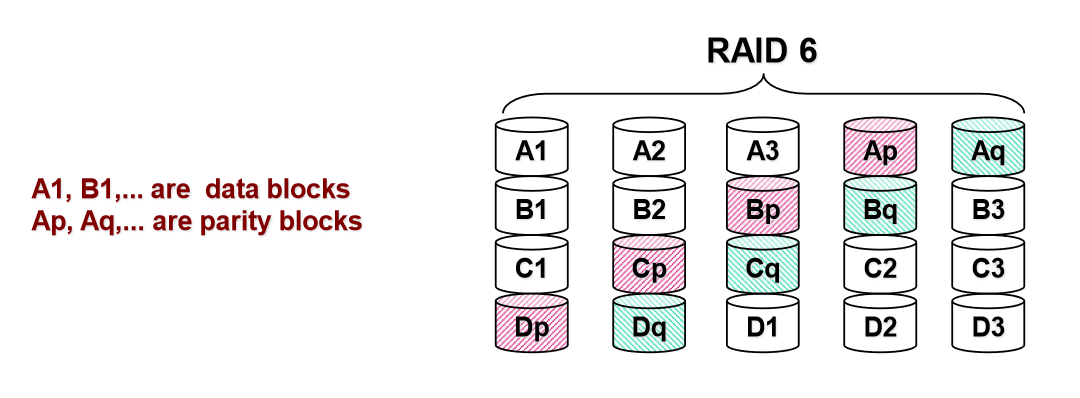 RAID 6
A1, B1,... are data blocks
Ap, Aq,... are parity blocks
A1 A2 A3 Ap Aq
B1 B2 Bp Bq B3
C1 Cp Cq C2 C3
Dp Dq D1 D2 D3